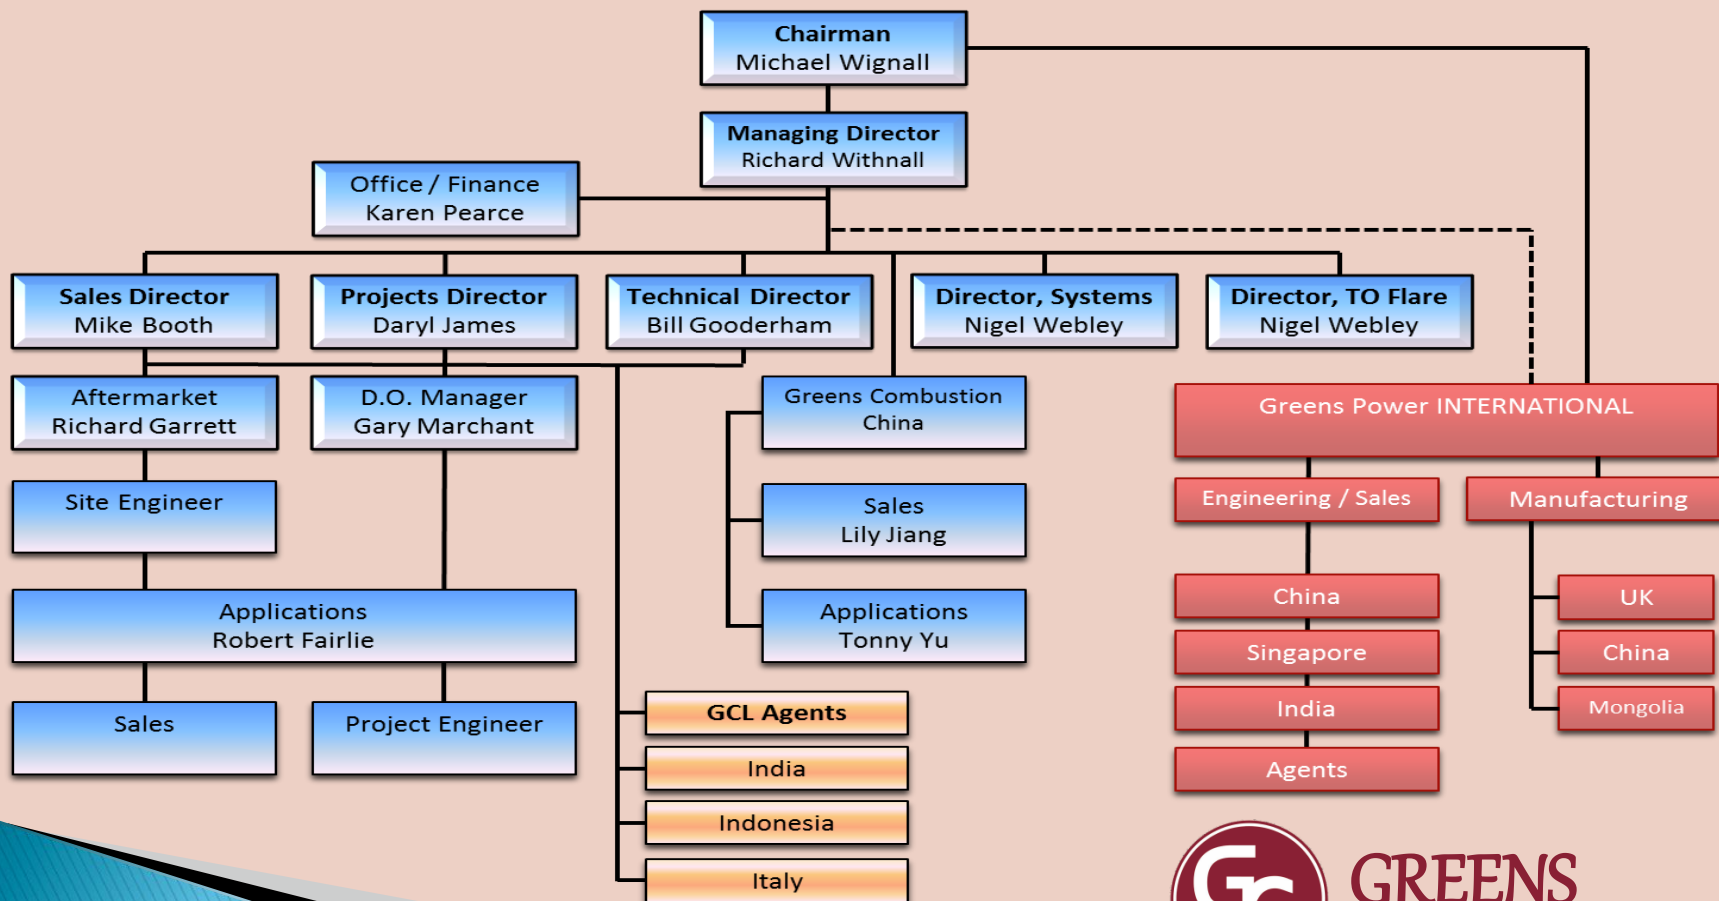 Chairman
Michael Wignall
Managing Director
Richard Withnall
Office / Finance
Karen Pearce
Sales Director
Mike Booth
Projects Director
Daryl James
Technical Director
Bill Gooderham
Director, Systems
Nigel Webley
Director, TO Flare
Nigel Webley
Aftermarket
Richard Garrett
D.O. Manager
Gary Marchant
Greens Combustion
China
Greens Power INTERNATIONAL
Site Engineer
Sales
Lily Jiang
Engineering / Sales
Manufacturing
Applications
Robert Fairlie
Applications
Tonny Yu
China
Singapore
India
Agents
UK
China
Mongolia
Sales
Project Engineer
GCL Agents
India
Indonesia
Italy
GC
GREENS